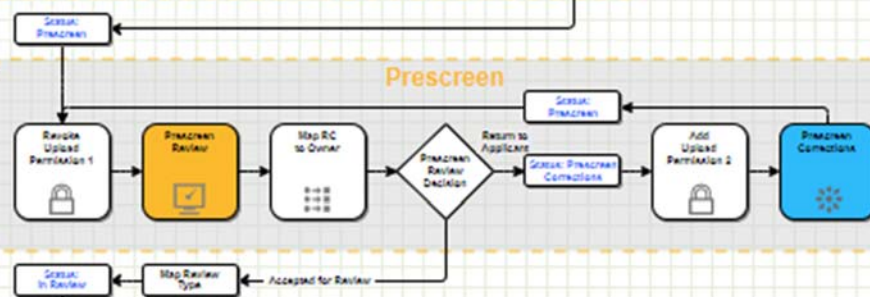 Status:
Prescreen
Prescreen
Status:
Prescreen
Revoke
Upload
Permission 1
Prescreen
Review
Map RC
to Owner
Prescreen
Review
Decision
Return to
Applicant
Status: Prescreen
Corrections
Add
Upload
Permission 2
Prescreen
Corrections
Status:
In Review
Map Review
Type
Accepted for Review